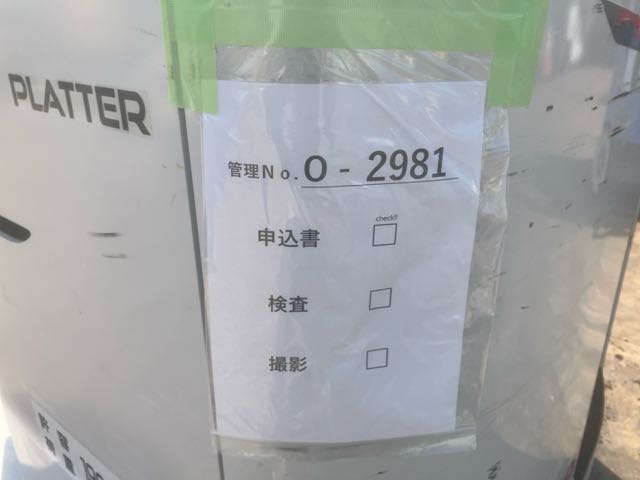 PLATTER
管理No. O - 2981
check!!
申込書 □
検査 □
撮影 □